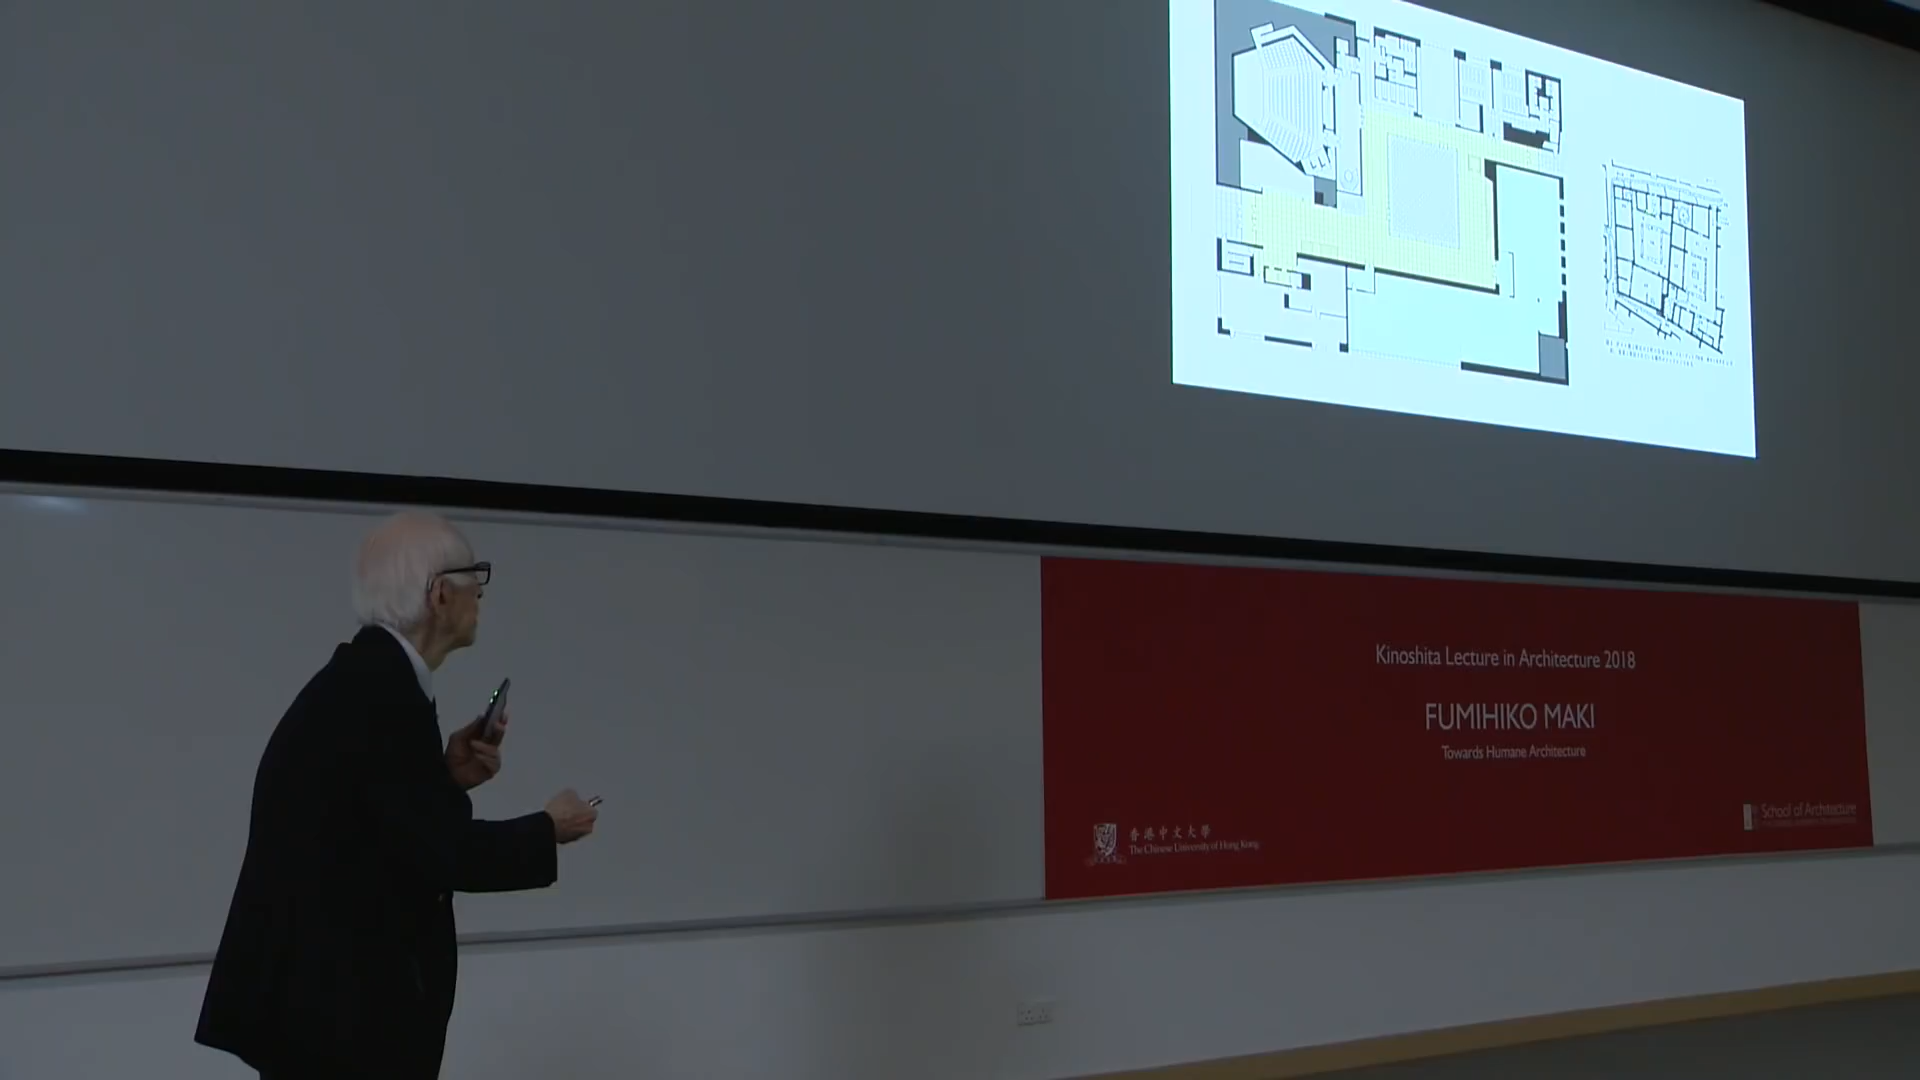 Kinoshita Lecture in Architecture 2018
FUMIHIKO MAKI
Towards Humane Architecture
香港中文大學
The Chinese University of Hong Kong
School of Architecture